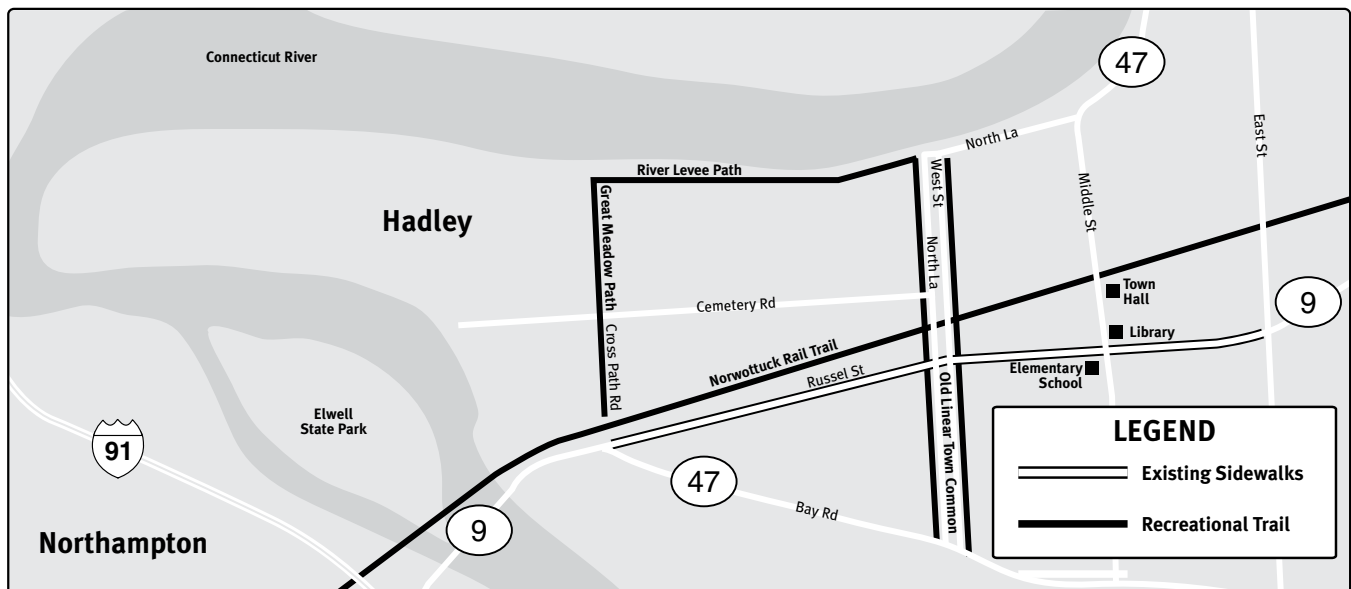 Connecticut River
47
North La
East St
River Levee Path
West St
Middle St
Great Meadow Path
Hadley
North La
Town
Hall
Cemetery Rd
9
Cross Path Rd
Library
Norwottuck Rail Trail
Russel St
Elementary
School
Old Linear Town Common
Elwell
State Park
91
LEGEND
Existing Sidewalks
Recreational Trail
47
Bay Rd
9
Northampton